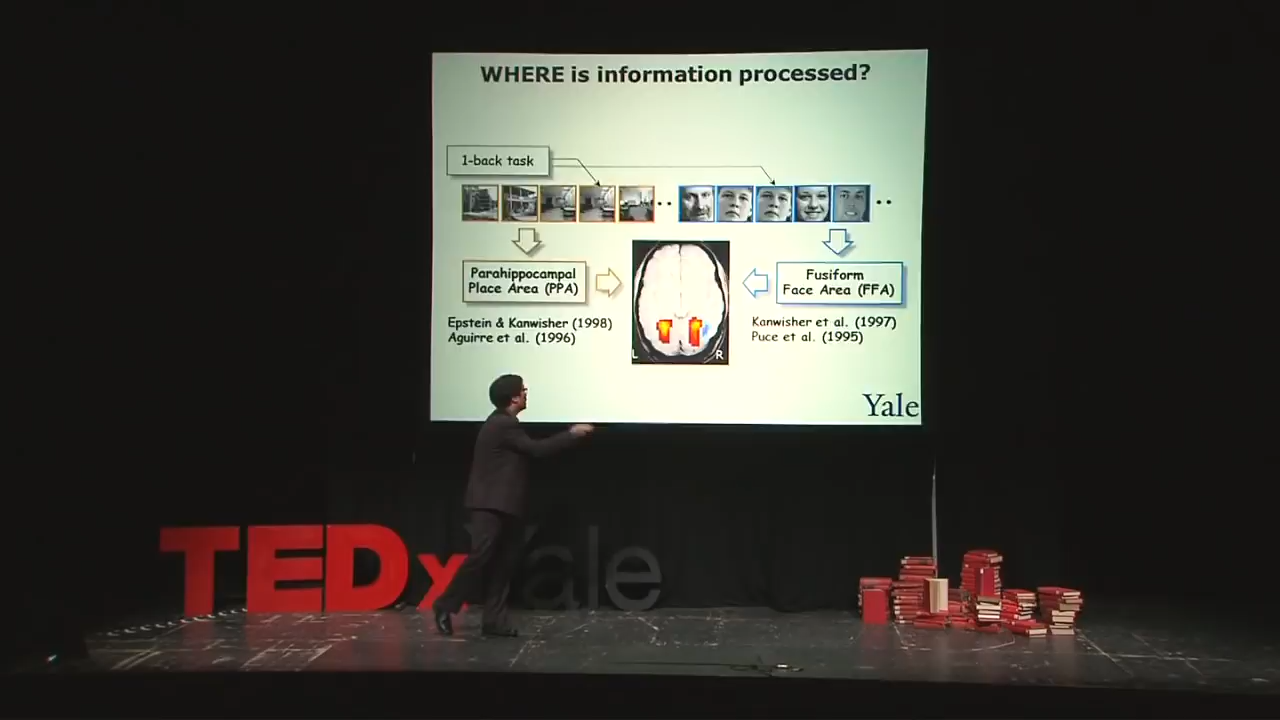 WHERE is information processed?
1-back task
Parahippocampal
Place Area (PPA)
Fusiform
Face Area (FFA)
Epstein & Kanwisher (1998)
Aguirre et al. (1996)
Kanwisher et al. (1997)
Puce et al. (1995)
L
R
Yale
TEDx Yale